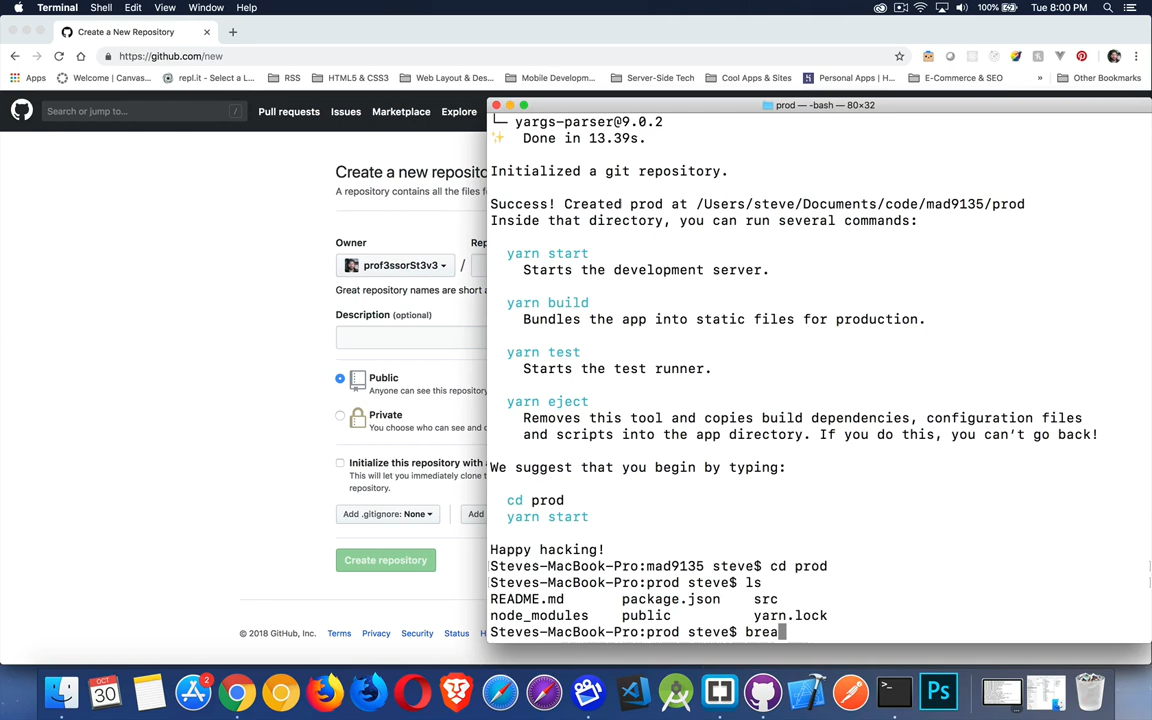 Terminal Shell Edit View Window Help 100% Tue 8:00 PM
Create a New Repository
https://github.com/new
Apps Welcome | Canvas... repl.it - Select a L... RSS HTML5 & CSS3 Web Layout & Des... Mobile Developm... Server-Side Tech Cool Apps & Sites Personal Apps | H... E-Commerce & SEO » Other Bookmarks
Search or jump to... / Pull requests Issues Marketplace Explore
prod — -bash — 80×32
Create a new reposito
A repository contains all the files f
Owner Rep
prof3ssorSt3v3 /
Great repository names are short a
Description (optional)
Public
Anyone can see this repository
Private
You choose who can see and c
Initialize this repository with a
This will let you immediately clone t
repository.
Add .gitignore: None Add
Create repository
© 2018 GitHub, Inc. Terms Privacy Security Status H
└─ yargs-parser@9.0.2
✨ Done in 13.39s.
Initialized a git repository.
Success! Created prod at /Users/steve/Documents/code/mad9135/prod
Inside that directory, you can run several commands:
yarn start
Starts the development server.
yarn build
Bundles the app into static files for production.
yarn test
Starts the test runner.
yarn eject
Removes this tool and copies build dependencies, configuration files
and scripts into the app directory. If you do this, you can’t go back!
We suggest that you begin by typing:
cd prod
yarn start
Happy hacking!
Steves-MacBook-Pro:mad9135 steve$ cd prod
Steves-MacBook-Pro:prod steve$ ls
README.md package.json src
node_modules public yarn.lock
Steves-MacBook-Pro:prod steve$ brea
OCT
30
2
Ps